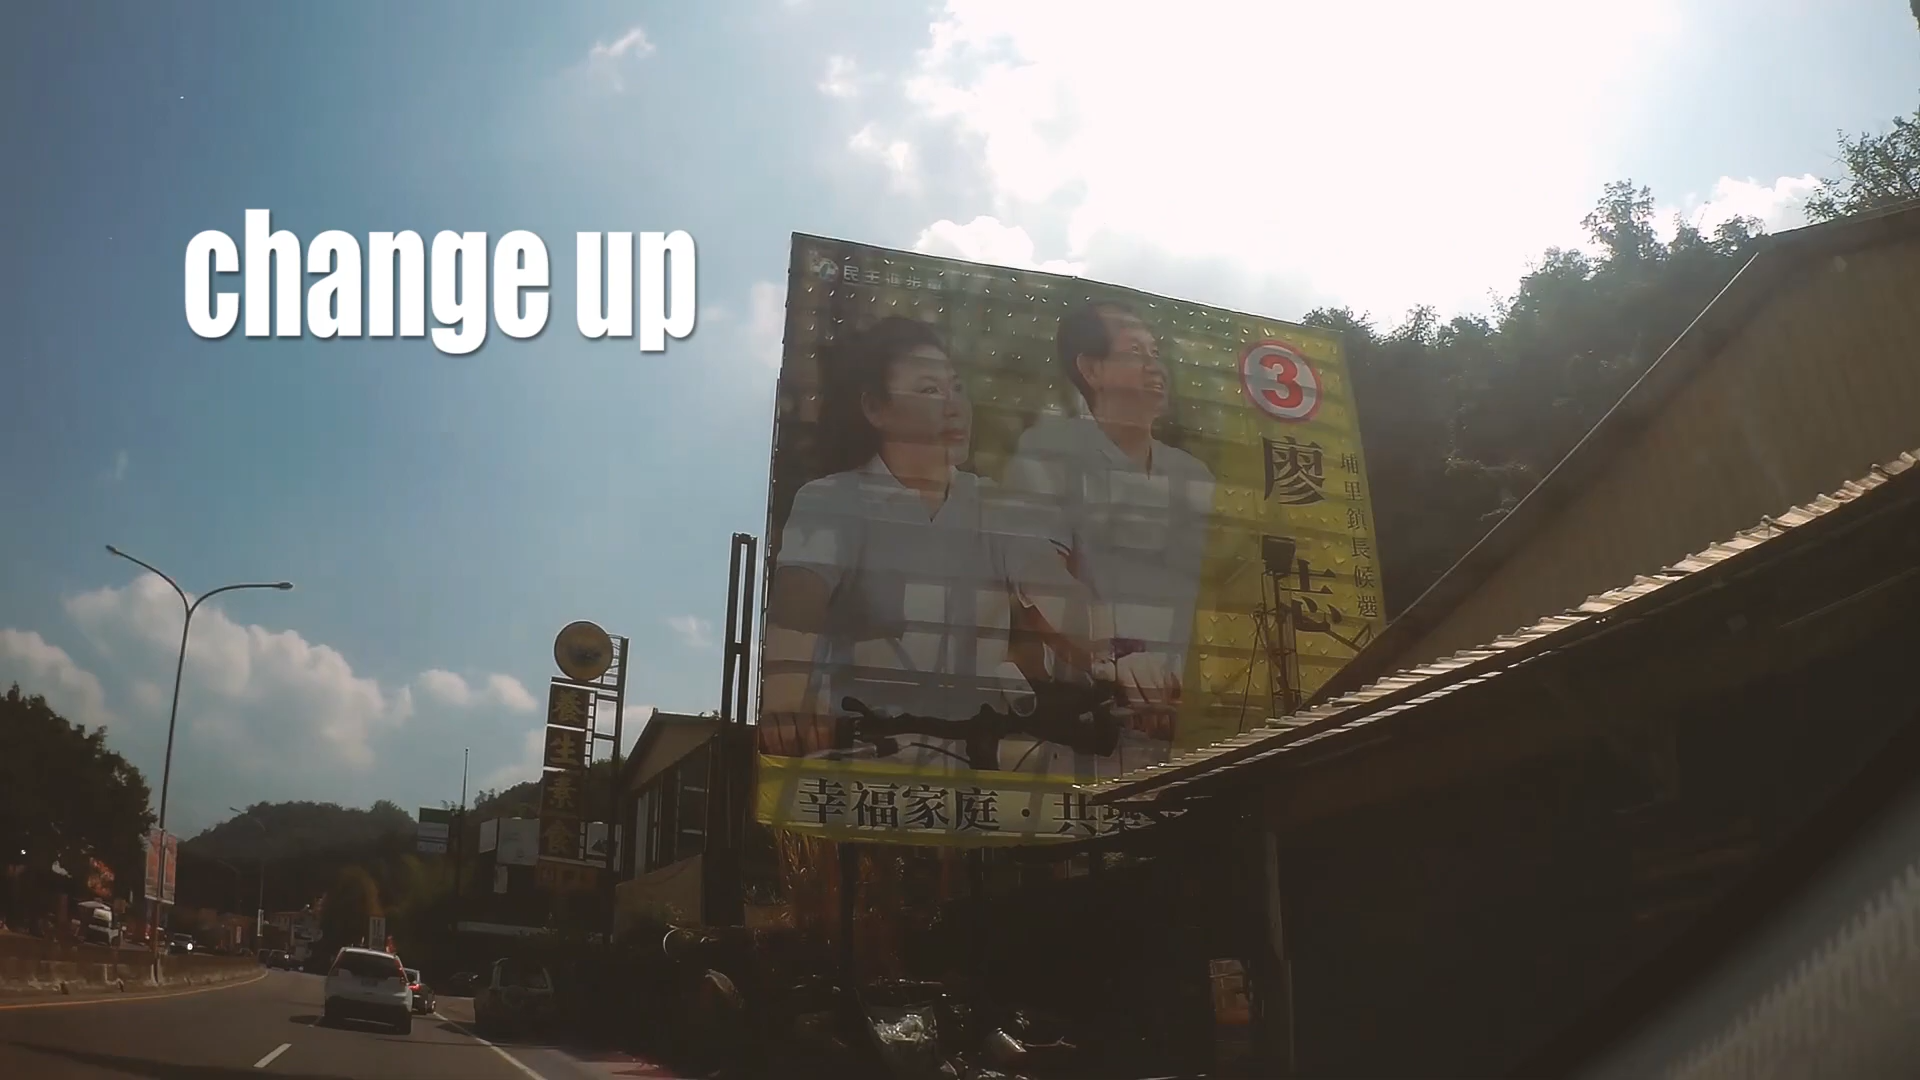 change up
民主進步黨
3
廖
志
埔里鎮長候選
幸福家庭·共樂
養生素食